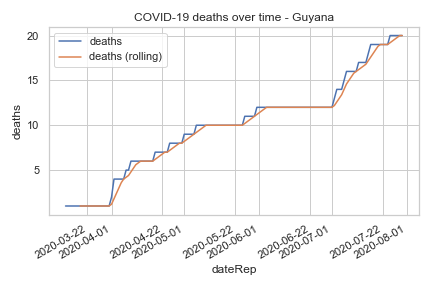 COVID-19 deaths over time - Guyana
deaths
deaths (rolling)
20
15
10
5
deaths
2020-03-22
2020-04-01
2020-04-22
2020-05-01
2020-05-22
2020-06-01
2020-06-22
2020-07-01
2020-07-22
2020-08-01
dateRep